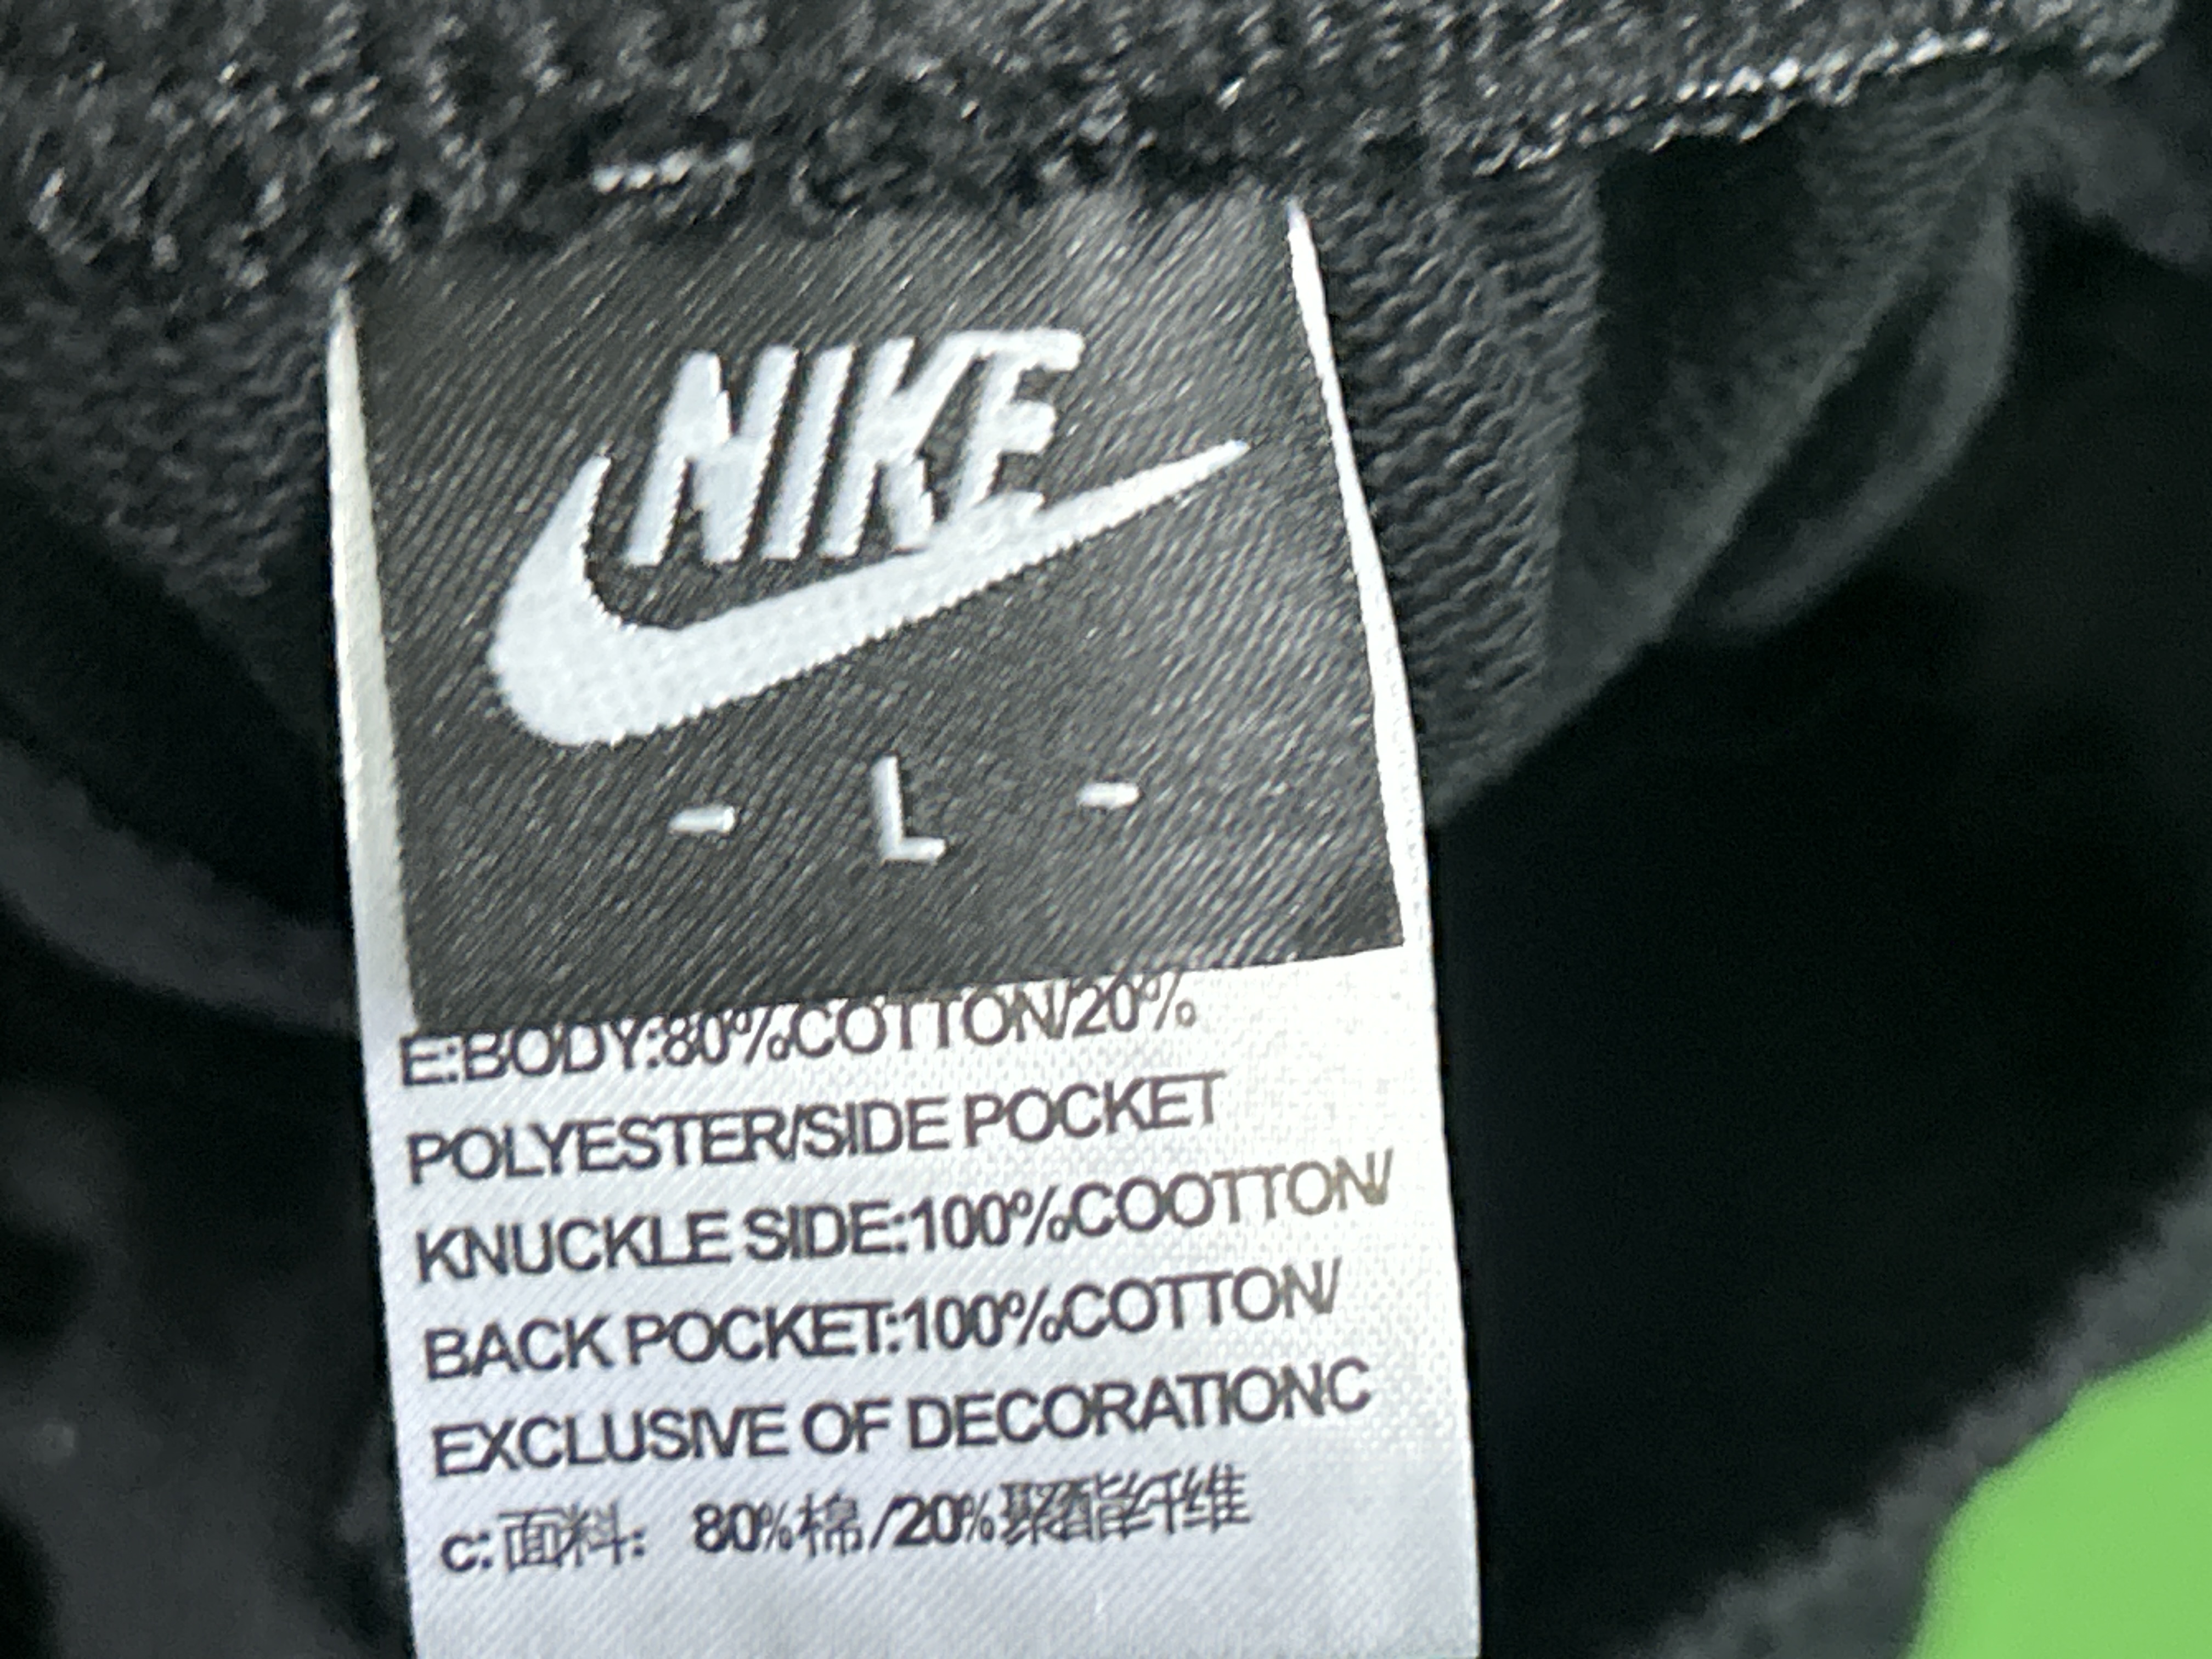 NIKE
- L -
E:BODY:80%COTTON/20%
POLYESTER/SIDE POCKET
KNUCKLE SIDE:100%COOTTON/
BACK POCKET:100%COTTON/
EXCLUSIVE OF DECORATIONC
c:面料: 80%棉/20%聚酯纤维